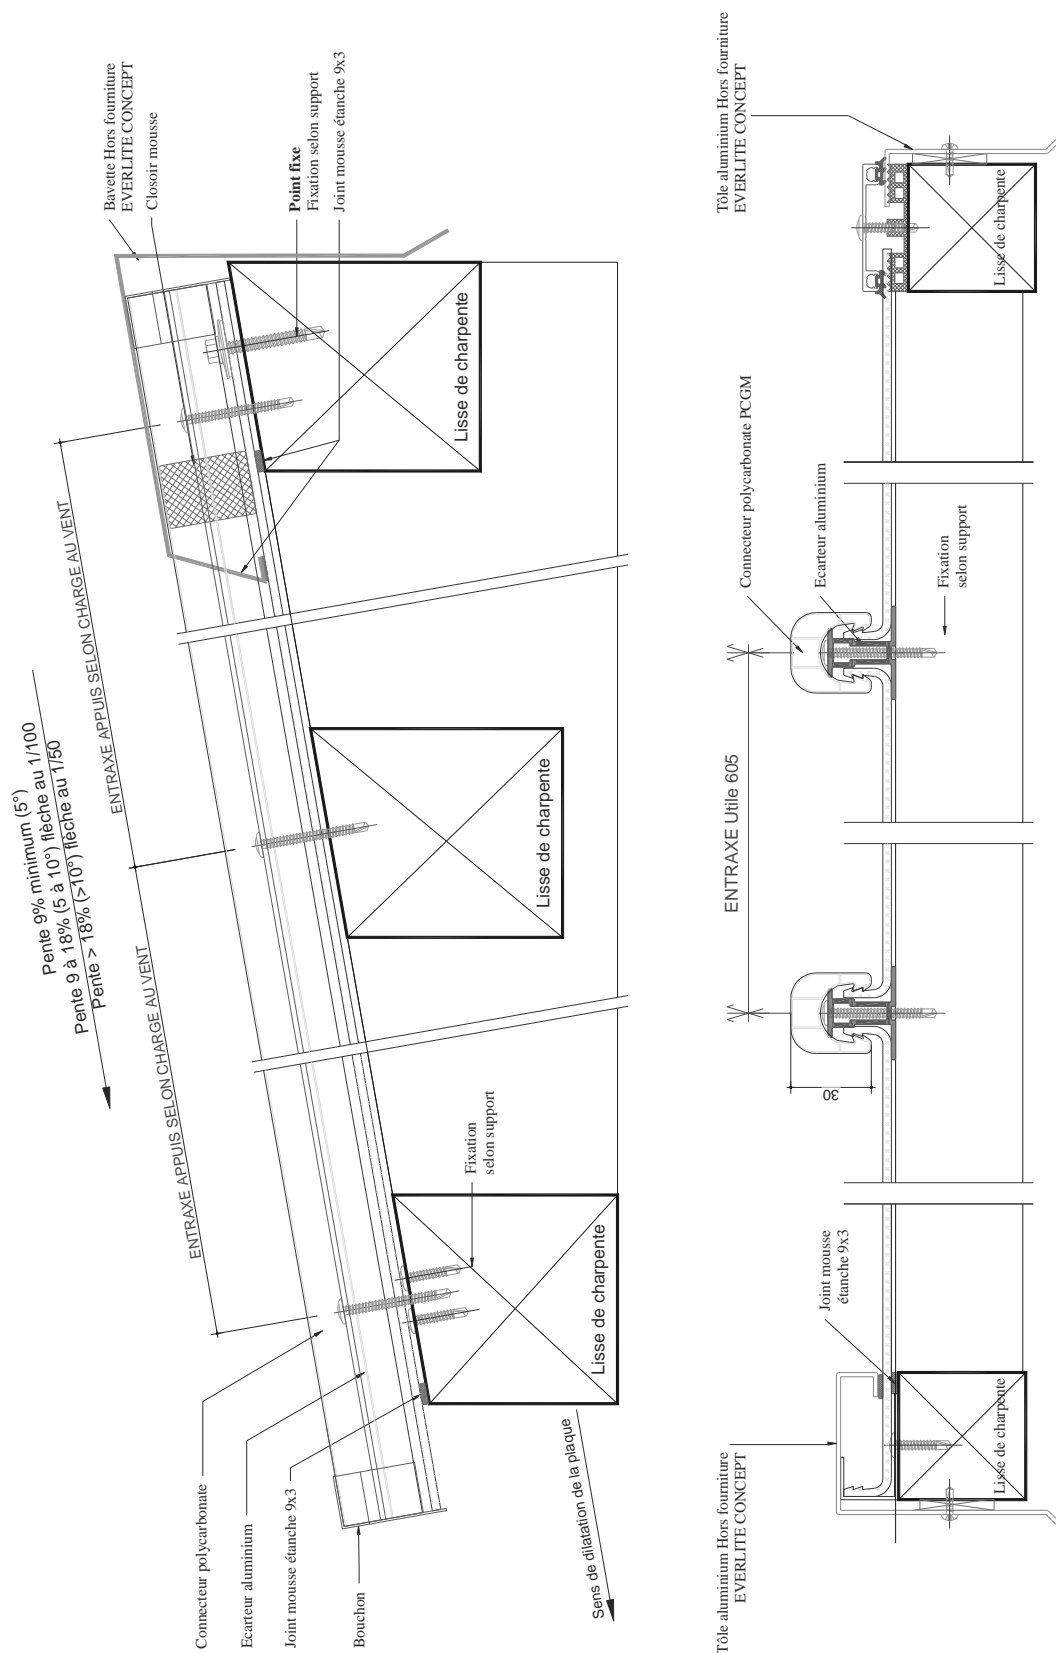 Bavette Hors fourniture
EVERLITE CONCEPT
Closoir mousse
Point fixe
Fixation selon support
Joint mousse étanche 9x3
Pente 9% minimum (5°)
Pente 9 à 18% (5 à 10°) flèche au 1/100
Pente > 18% (>10°) flèche au 1/50
ENTRAXE APPUIS SELON CHARGE AU VENT
ENTRAXE APPUIS SELON CHARGE AU VENT
Lisse de charpente
Lisse de charpente
Lisse de charpente
Fixation
selon support
Connecteur polycarbonate
Ecarteur aluminium
Joint mousse étanche 9x3
Bouchon
Sens de dilatation de la plaque
Tôle aluminium Hors fourniture
EVERLITE CONCEPT
Lisse de charpente
Connecteur polycarbonate PCGM
Ecarteur aluminium
Fixation
selon support
ENTRAXE Utile 605
30
Joint mousse
étanche 9x3
Lisse de charpente
Tôle aluminium Hors fourniture
EVERLITE CONCEPT